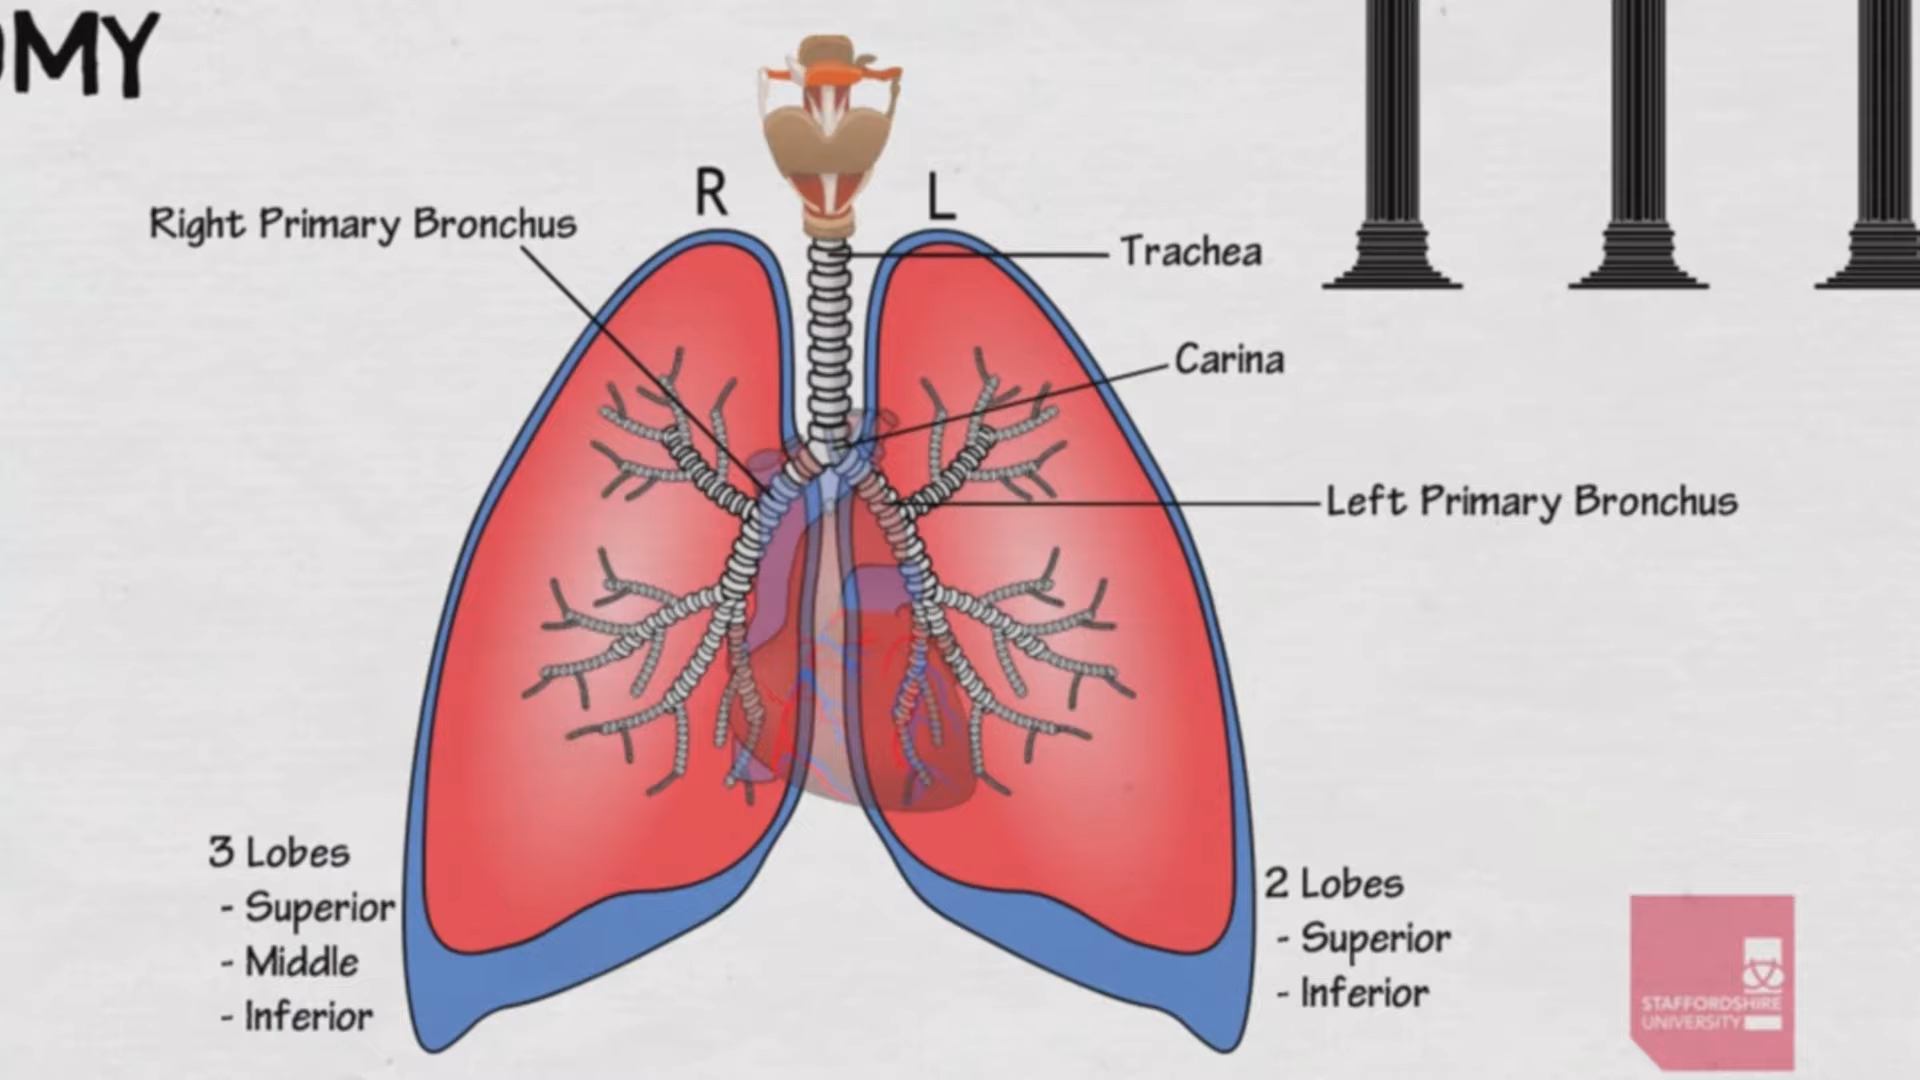 R
L
Right Primary Bronchus
Trachea
Carina
Left Primary Bronchus
3 Lobes
- Superior
- Middle
- Inferior
2 Lobes
- Superior
- Inferior
STAFFORDSHIRE
UNIVERSITY